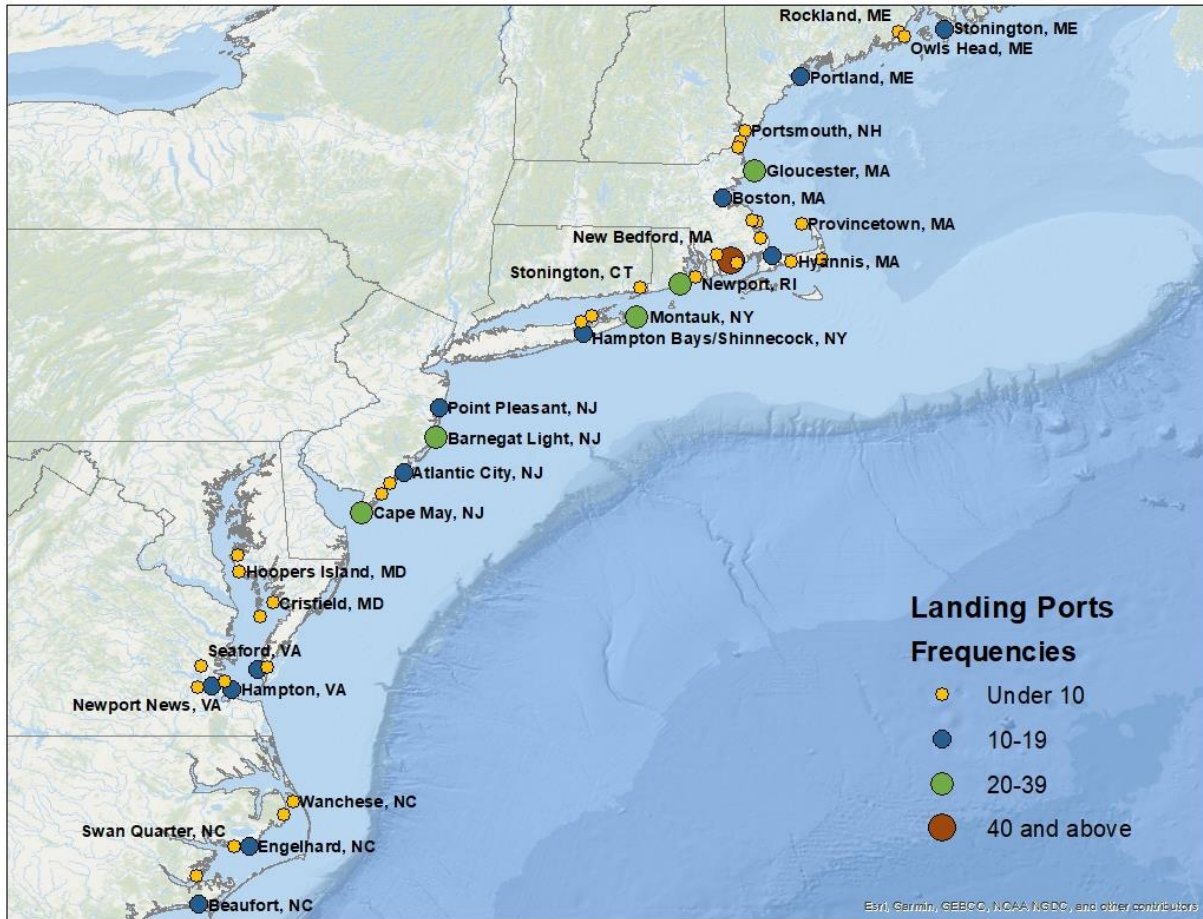 Rockland, ME
Stonington, ME
Owls Head, ME
Portland, ME
Portsmouth, NH
Gloucester, MA
Boston, MA
Provincetown, MA
New Bedford, MA
Hyannis, MA
Stonington, CT
Newport, RI
Montauk, NY
Hampton Bays/Shinnecock, NY
Point Pleasant, NJ
Barnegat Light, NJ
Atlantic City, NJ
Cape May, NJ
Hoopers Island, MD
Crisfield, MD
Seaford, VA
Hampton, VA
Newport News, VA
Wanchese, NC
Swan Quarter, NC
Engelhard, NC
Beaufort, NC
Landing Ports
Frequencies
Under 10
10-19
20-39
40 and above
Esri, Garmin, GEBCO, NOAA NGDC, and other contributors